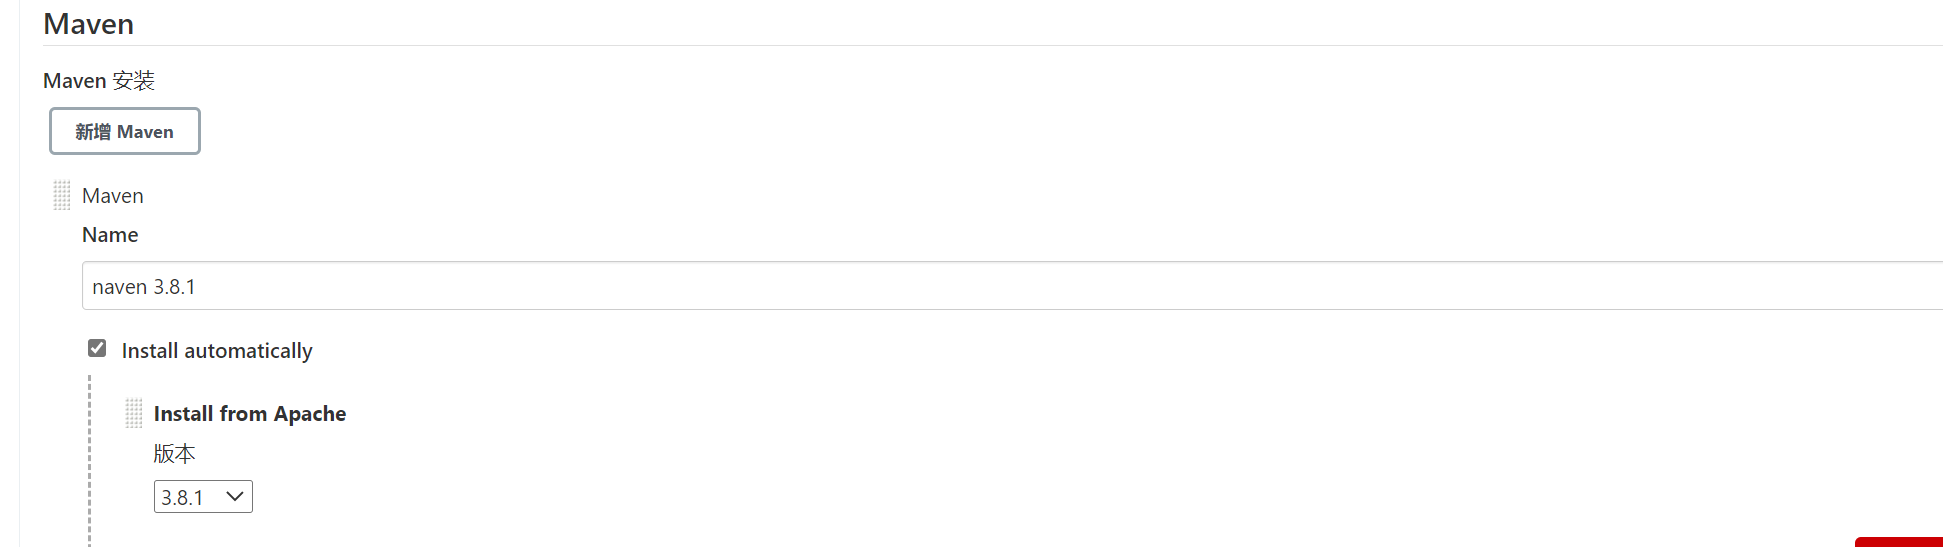 Maven
Maven 安装
新增 Maven
Maven
Name
naven 3.8.1
Install automatically
Install from Apache
版本
3.8.1